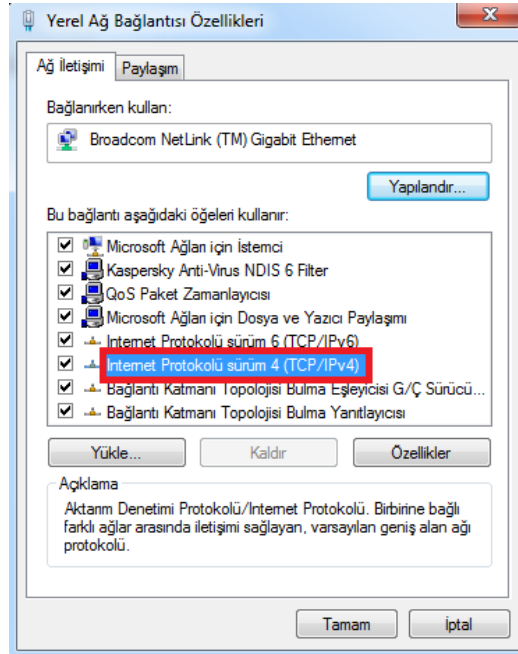 Yerel Ağ Bağlantısı Özellikleri
Ağ İletişimi Paylaşım
Bağlanırken kullan:
Broadcom NetLink (TM) Gigabit Ethernet
Yapılandır...
Bu bağlantı aşağıdaki öğeleri kullanır:
Microsoft Ağları için İstemci
Kaspersky Anti-Virus NDIS 6 Filter
QoS Paket Zamanlayıcısı
Microsoft Ağları için Dosya ve Yazıcı Paylaşımı
Internet Protokolü sürüm 6 (TCP/IPv6)
Internet Protokolü sürüm 4 (TCP/IPv4)
Bağlantı Katmanı Topolojisi Bulma Eşleyicisi G/Ç Sürücü...
Bağlantı Katmanı Topolojisi Bulma Yanıtlayıcısı
Yükle... Kaldır Özellikler
Açıklama
Aktarım Denetimi Protokolü/Internet Protokolü. Birbirine bağlı
farklı ağlar arasında iletişimi sağlayan, varsayılan geniş alan ağı
protokolü.
Tamam İptal